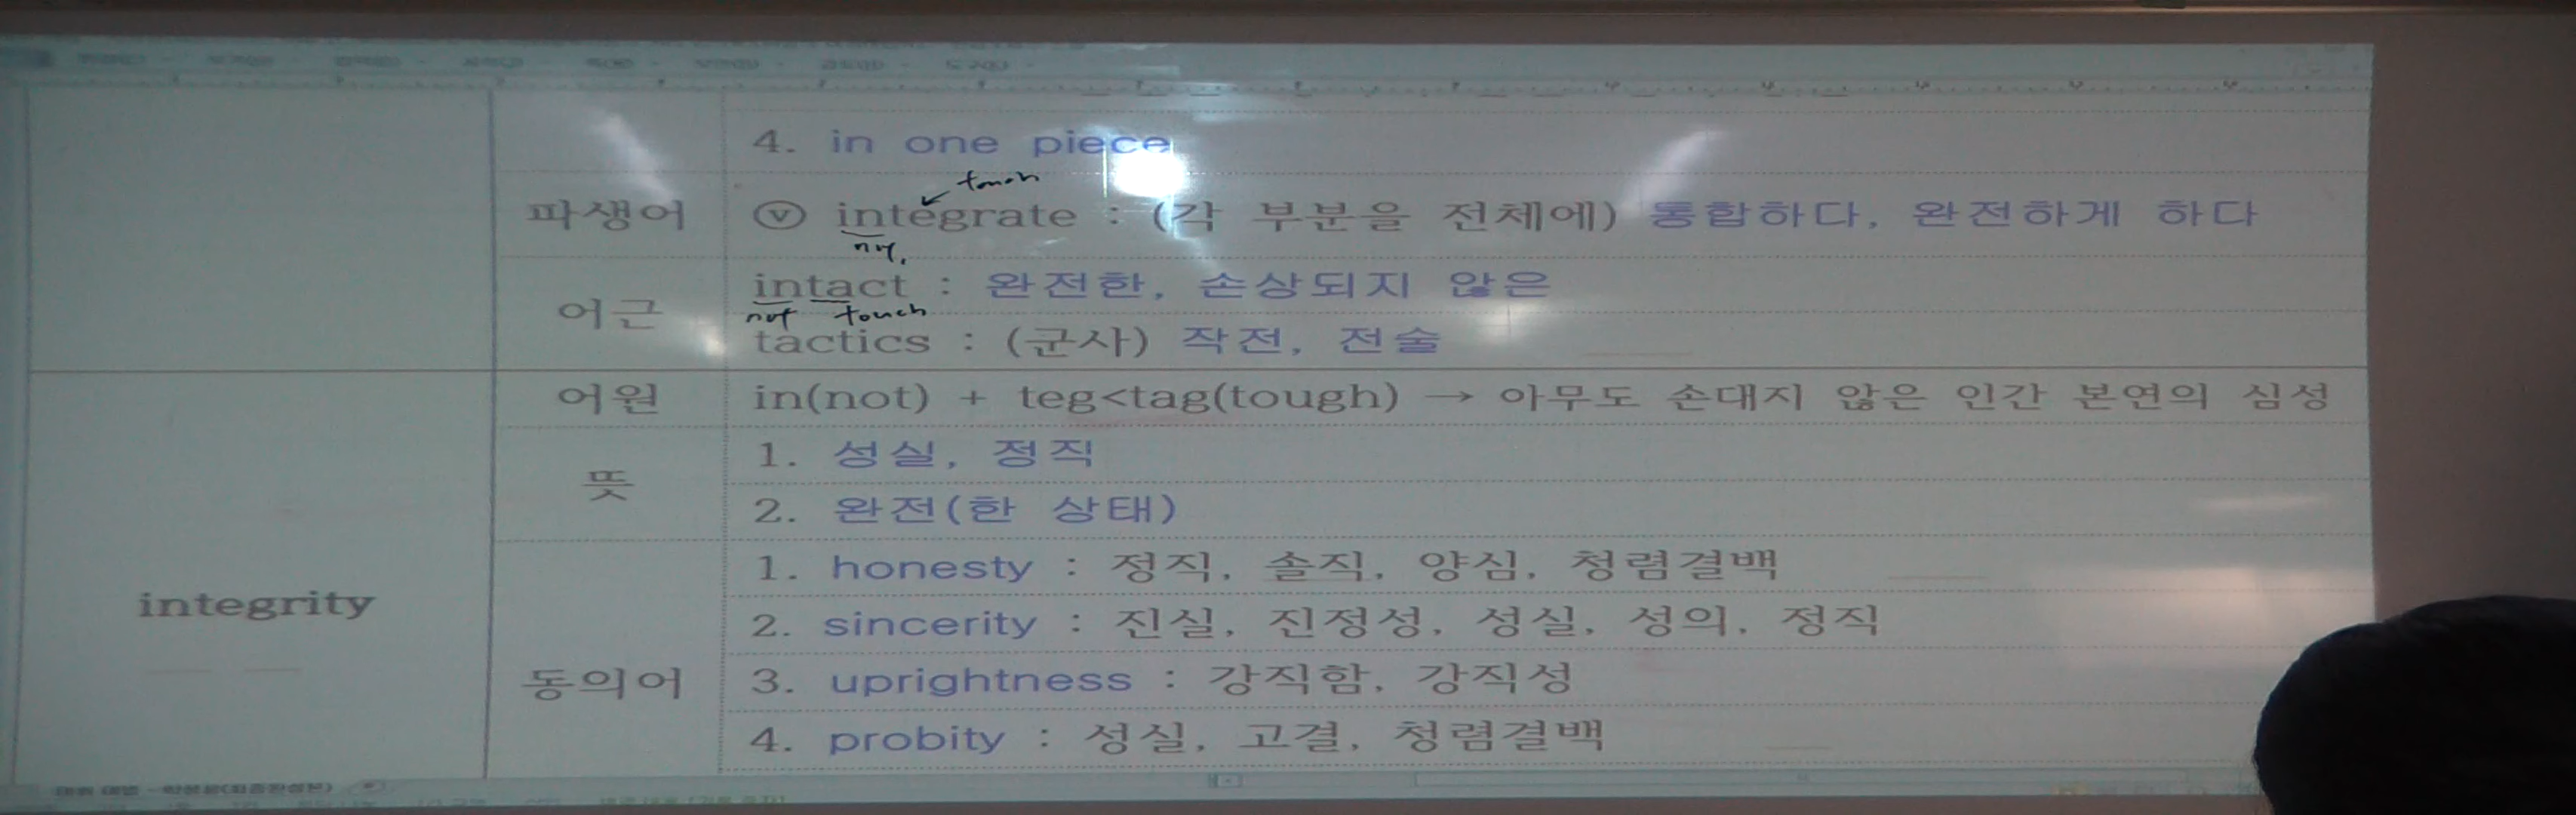 4. in one piece
touch
파생어 ⓥ integrate : (각 부분을 전체에) 통합하다, 완전하게 하다
not
어근
intact : 완전한, 손상되지 않은
not touch
tactics : (군사) 작전, 전술
어원 in(not) + teg<tag(tough) → 아무도 손대지 않은 인간 본연의 심성
뜻
1. 성실, 정직
2. 완전(한 상태)
integrity
동의어
1. honesty : 정직, 솔직, 양심, 청렴결백
2. sincerity : 진실, 진정성, 성실, 성의, 정직
3. uprightness : 강직함, 강직성
4. probity : 성실, 고결, 청렴결백